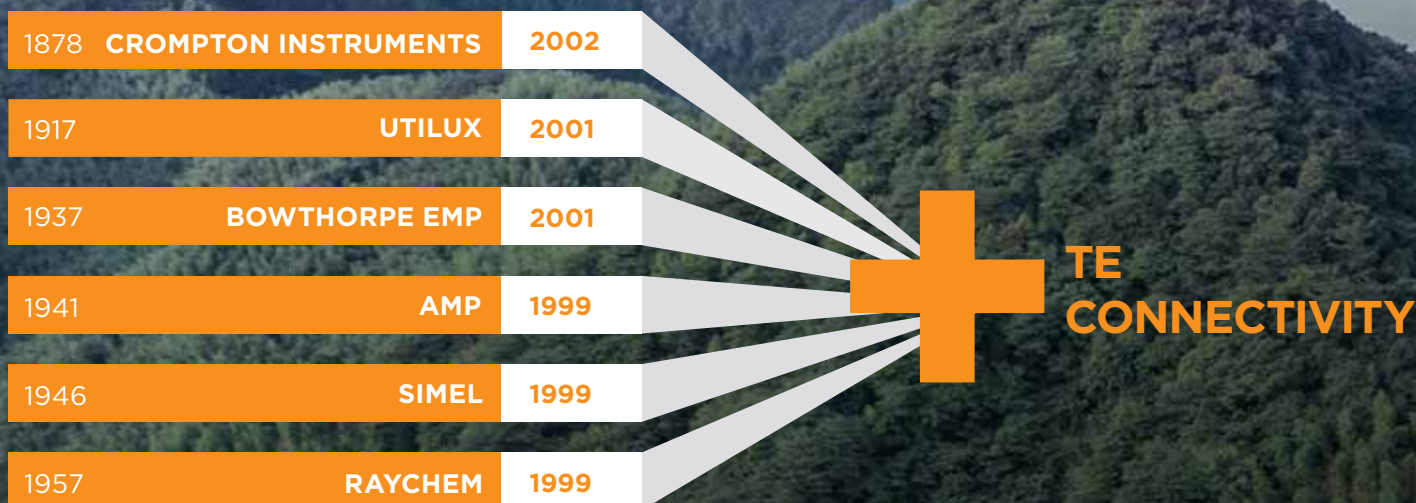 1878 CROMPTON INSTRUMENTS 2002
1917 UTILUX 2001
1937 BOWTHORPE EMP 2001
1941 AMP 1999
1946 SIMEL 1999
1957 RAYCHEM 1999
TE
CONNECTIVITY